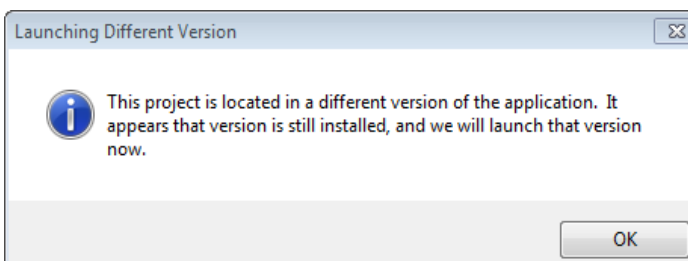 Launching Different Version
This project is located in a different version of the application.  It
appears that version is still installed, and we will launch that version
now.
OK